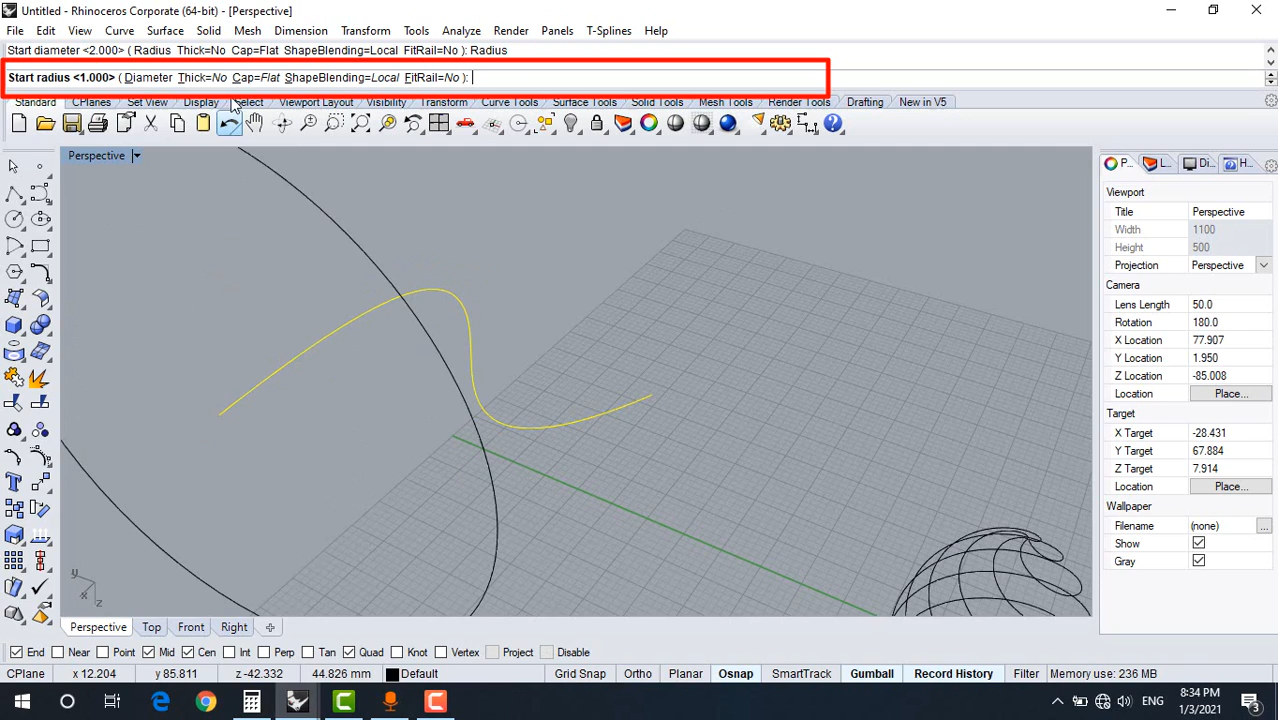 Untitled - Rhinoceros Corporate (64-bit) - [Perspective]
File Edit View Curve Surface Solid Mesh Dimension Transform Tools Analyze Render Panels T-Splines Help
Start diameter <2.000> ( Radius Thick=No Cap=Flat ShapeBlending=Local FitRail=No ): Radius
Start radius <1.000> ( Diameter Thick=No Cap=Flat ShapeBlending=Local FitRail=No ):
Standard CPlanes Set View Display Select Viewport Layout Visibility Transform Curve Tools Surface Tools Solid Tools Mesh Tools Render Tools Drafting New in V5
Perspective
P... L... Di... H...
Viewport
Title Perspective
Width 1100
Height 500
Projection Perspective
Camera
Lens Length 50.0
Rotation 180.0
X Location 77.907
Y Location 1.950
Z Location -85.008
Location Place...
Target
X Target -28.431
Y Target 67.884
Z Target 7.914
Location Place...
Wallpaper
Filename (none) ...
Show
Gray
y
x
z
Perspective Top Front Right
End Near Point Mid Cen Int Perp Tan Quad Knot Vertex Project Disable
CPlane x 12.204 y 85.811 z -42.332 44.826 mm Default Grid Snap Ortho Planar Osnap SmartTrack Gumball Record History Filter Memory use: 236 MB
ENG
8:34 PM
1/3/2021
3